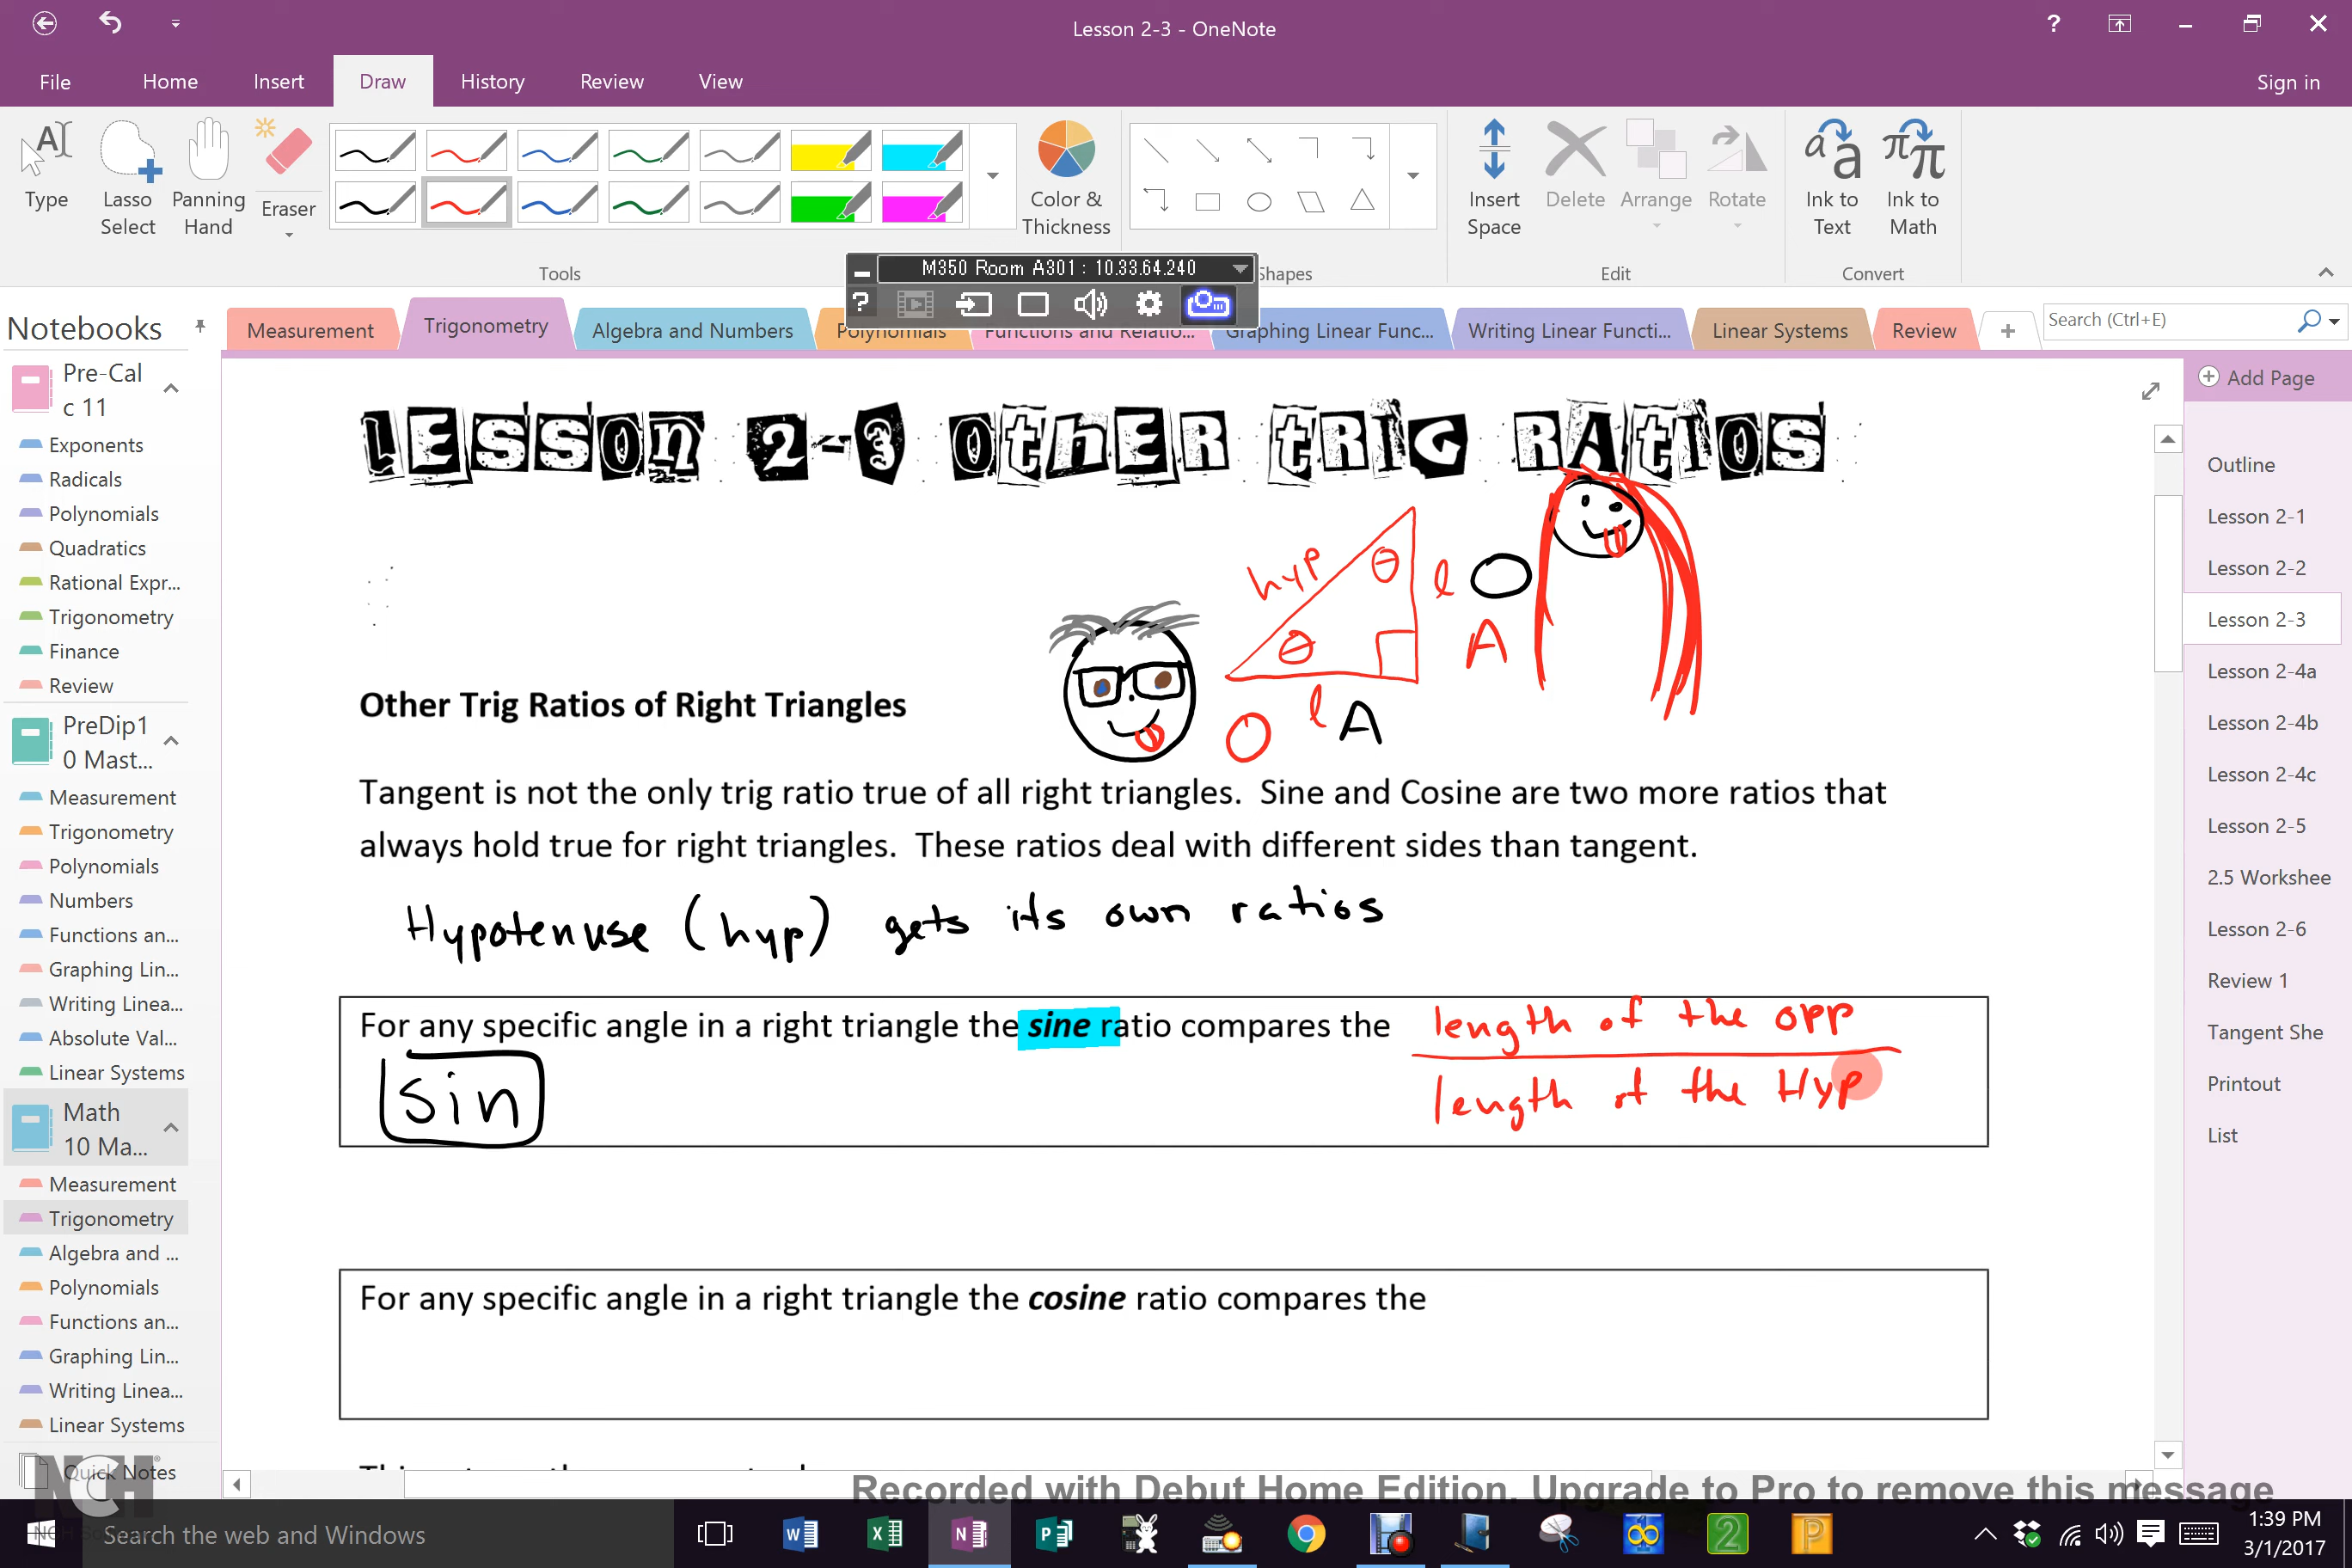 Lesson 2-3 - OneNote
File Home Insert Draw History Review View Sign in
Type
Lasso Select
Panning Hand
Eraser
Color & Thickness
Insert Space
Delete
Arrange
Rotate
Ink to Text
Ink to Math
Tools
Shapes
Edit
Convert
M350 Room A301 : 10.33.64.240
Notebooks
Measurement
Trigonometry
Algebra and Numbers
Polynomials
Functions and Relatio...
Graphing Linear Func...
Writing Linear Functi...
Linear Systems
Review
Search (Ctrl+E)
Pre-Cal
c 11
Exponents
Radicals
Polynomials
Quadratics
Rational Expr...
Trigonometry
Finance
Review
PreDip1
0 Mast...
Measurement
Trigonometry
Polynomials
Numbers
Functions an...
Graphing Lin...
Writing Linea...
Absolute Val...
Linear Systems
Math
10 Ma...
Measurement
Trigonometry
Algebra and ...
Polynomials
Functions an...
Graphing Lin...
Writing Linea...
Linear Systems
Quick Notes
Lesson 2-3 Other Trig Ratios
hyp θ l O
θ A
O l A
Other Trig Ratios of Right Triangles
Tangent is not the only trig ratio true of all right triangles. Sine and Cosine are two more ratios that
always hold true for right triangles. These ratios deal with different sides than tangent.
Hypotenuse (hyp) gets its own ratios
For any specific angle in a right triangle the sine ratio compares the
length of the opp
length of the Hyp
sin
For any specific angle in a right triangle the cosine ratio compares the
Add Page
Outline
Lesson 2-1
Lesson 2-2
Lesson 2-3
Lesson 2-4a
Lesson 2-4b
Lesson 2-4c
Lesson 2-5
2.5 Workshee
Lesson 2-6
Review 1
Tangent She
Printout
List
NCH
Recorded with Debut Home Edition. Upgrade to Pro to remove this message
Search the web and Windows
1:39 PM
3/1/2017